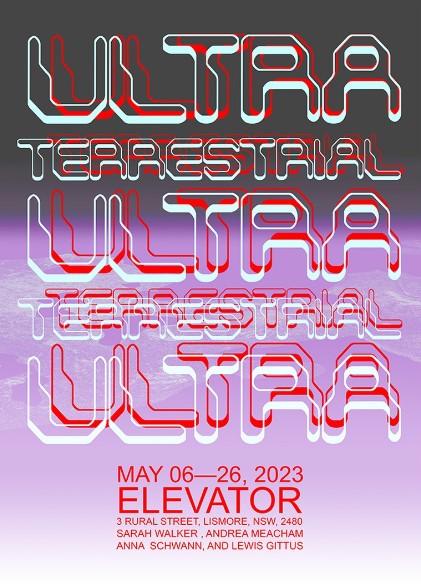 ULTRA
TERRESTRIAL
ULTRA
TERRESTRIAL
ULTRA
MAY 06—26, 2023
ELEVATOR
3 RURAL STREET, LISMORE, NSW, 2480
SARAH WALKER , ANDREA MEACHAM
ANNA SCHWANN, AND LEWIS GITTUS